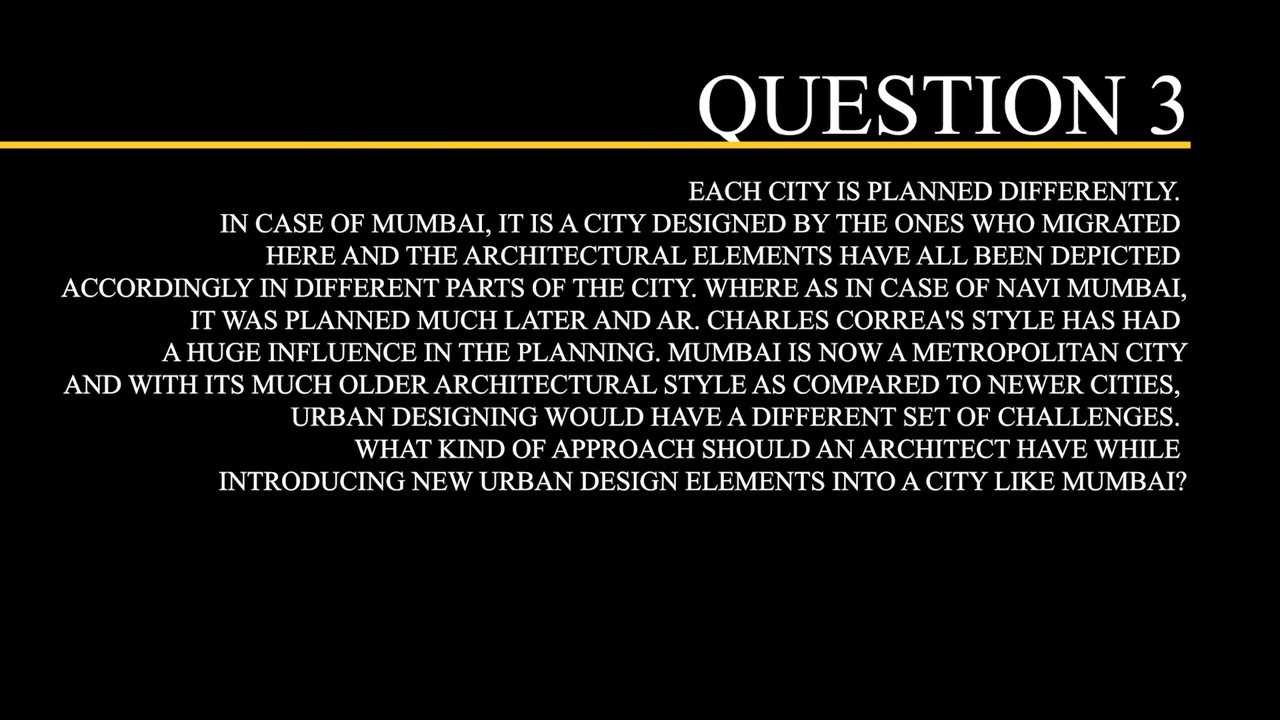 QUESTION 3
EACH CITY IS PLANNED DIFFERENTLY.
IN CASE OF MUMBAI, IT IS A CITY DESIGNED BY THE ONES WHO MIGRATED
HERE AND THE ARCHITECTURAL ELEMENTS HAVE ALL BEEN DEPICTED
ACCORDINGLY IN DIFFERENT PARTS OF THE CITY. WHERE AS IN CASE OF NAVI MUMBAI,
IT WAS PLANNED MUCH LATER AND AR. CHARLES CORREA'S STYLE HAS HAD
A HUGE INFLUENCE IN THE PLANNING. MUMBAI IS NOW A METROPOLITAN CITY
AND WITH ITS MUCH OLDER ARCHITECTURAL STYLE AS COMPARED TO NEWER CITIES,
URBAN DESIGNING WOULD HAVE A DIFFERENT SET OF CHALLENGES.
WHAT KIND OF APPROACH SHOULD AN ARCHITECT HAVE WHILE
INTRODUCING NEW URBAN DESIGN ELEMENTS INTO A CITY LIKE MUMBAI?